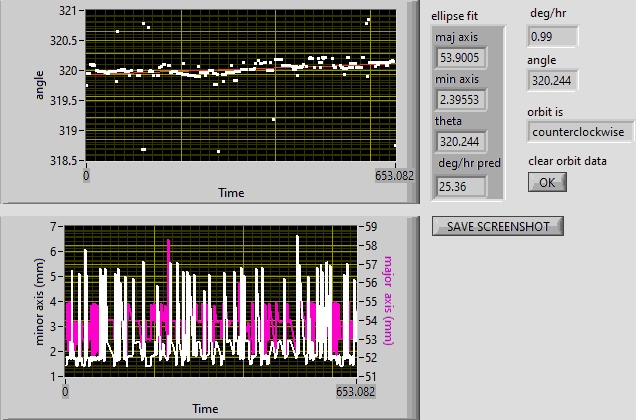 321
320.5
320
319.5
319
318.5
angle
0
653.082
Time
ellipse fit
maj axis
53.9005
min axis
2.39553
theta
320.244
deg/hr pred
25.36
deg/hr
0.99
angle
320.244
orbit is
counterclockwise
clear orbit data
OK
SAVE SCREENSHOT
7
6
5
4
3
2
1
minor axis (mm)
59
58
57
56
55
54
53
52
51
major axis (mm)
0
653.082
Time